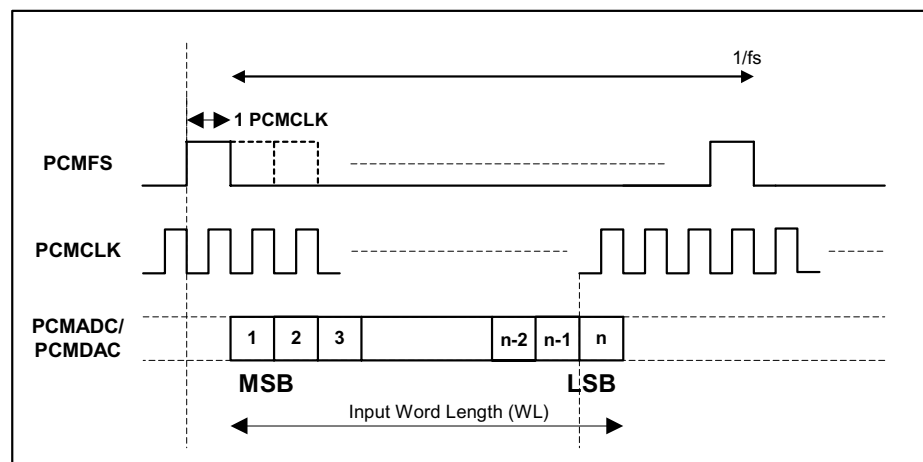 1/fs
1 PCMCLK
PCMFS
PCMCLK
PCMADC/
PCMDAC
1 2 3 n-2 n-1 n
MSB LSB
Input Word Length (WL)